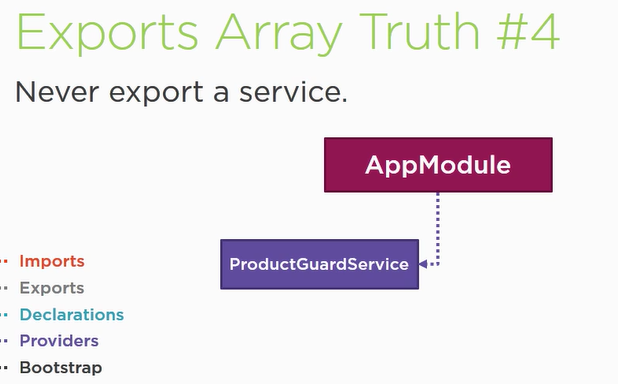 Exports Array Truth #4
Never export a service.
AppModule
ProductGuardService
Imports
Exports
Declarations
Providers
Bootstrap